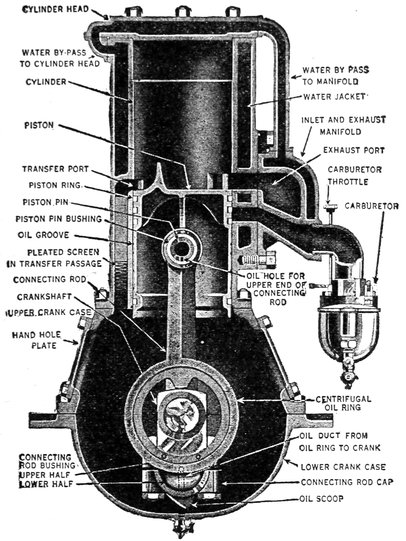 CYLINDER HEAD
WATER BY-PASS
TO CYLINDER HEAD
CYLINDER
PISTON
TRANSFER PORT
PISTON RING
PISTON PIN
PISTON PIN BUSHING
OIL GROOVE
PLEATED SCREEN
IN TRANSFER PASSAGE
CONNECTING ROD
CRANKSHAFT
UPPER CRANK CASE
HAND HOLE
PLATE
CONNECTING
ROD BUSHING
UPPER HALF
LOWER HALF
WATER BY PASS
TO MANIFOLD
WATER JACKET
INLET AND EXHAUST
MANIFOLD
EXHAUST PORT
CARBURETOR
THROTTLE
CARBURETOR
OIL HOLE FOR
UPPER END OF
CONNECTING
ROD
CENTRIFUGAL
OIL RING
OIL DUCT FROM
OIL RING TO CRANK
LOWER CRANK CASE
CONNECTING ROD CAP
OIL SCOOP